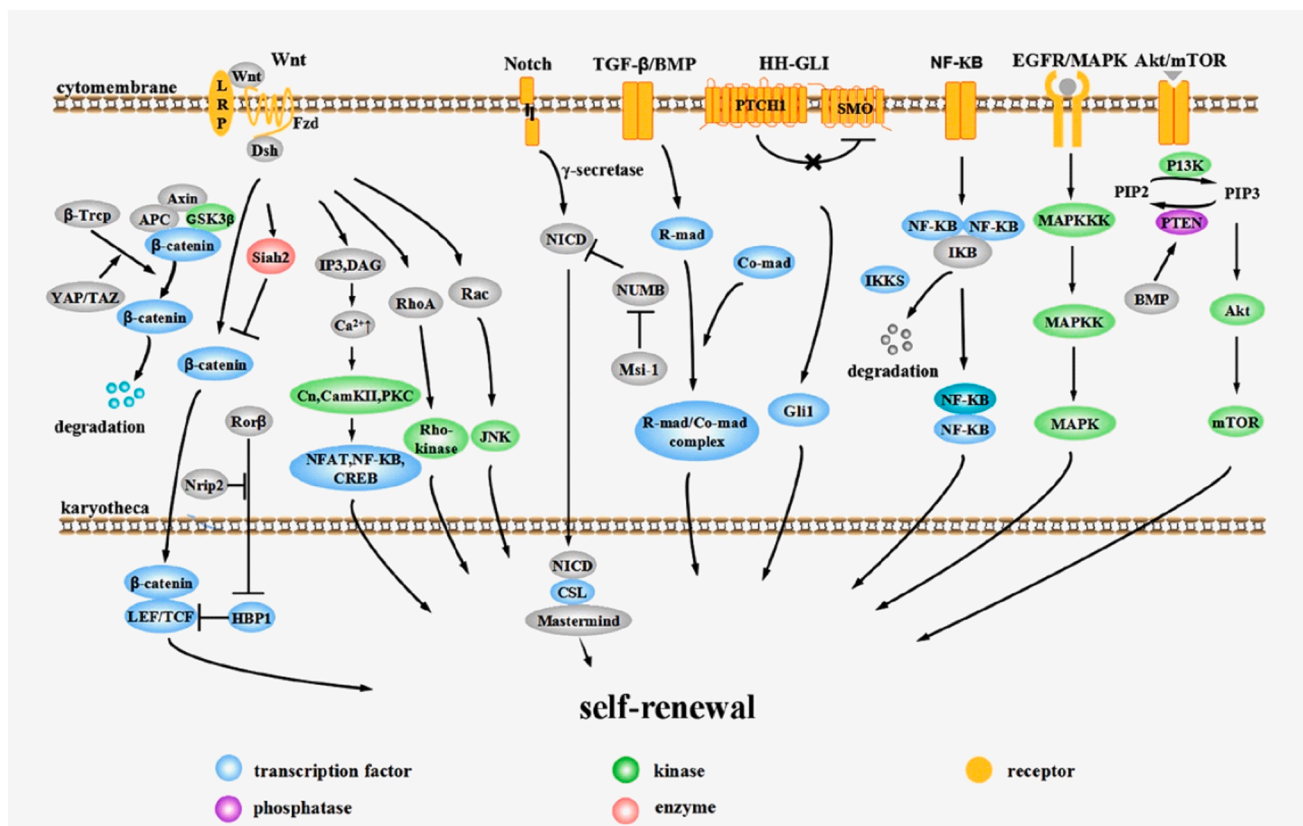 Wnt
Notch
TGF-β/BMP
HH-GLI
NF-KB
EGFR/MAPK
Akt/mTOR
cytomembrane
LRP
Wnt
Fzd
PTCH1
SMO
Dsh
γ-secretase
P13K
PIP2
PIP3
PTEN
β-Trcp
Axin
APC
GSK3β
β-catenin
Siah2
IP3,DAG
NICD
R-mad
Co-mad
NF-KB
NF-KB
IKB
IKKS
MAPKKK
YAP/TAZ
β-catenin
RhoA
Rac
NUMB
BMP
Akt
Ca²⁺↑
MAPKK
β-catenin
Msi-1
degradation
degradation
Cn,CamKII,PKC
Rorβ
Rho-
kinase
JNK
R-mad/Co-mad
complex
Gli1
NF-KB
NF-KB
MAPK
mTOR
NFAT,NF-KB,
CREB
Nrip2
karyotheca
β-catenin
LEF/TCF
HBP1
NICD
CSL
Mastermind
self-renewal
transcription factor
kinase
receptor
phosphatase
enzyme